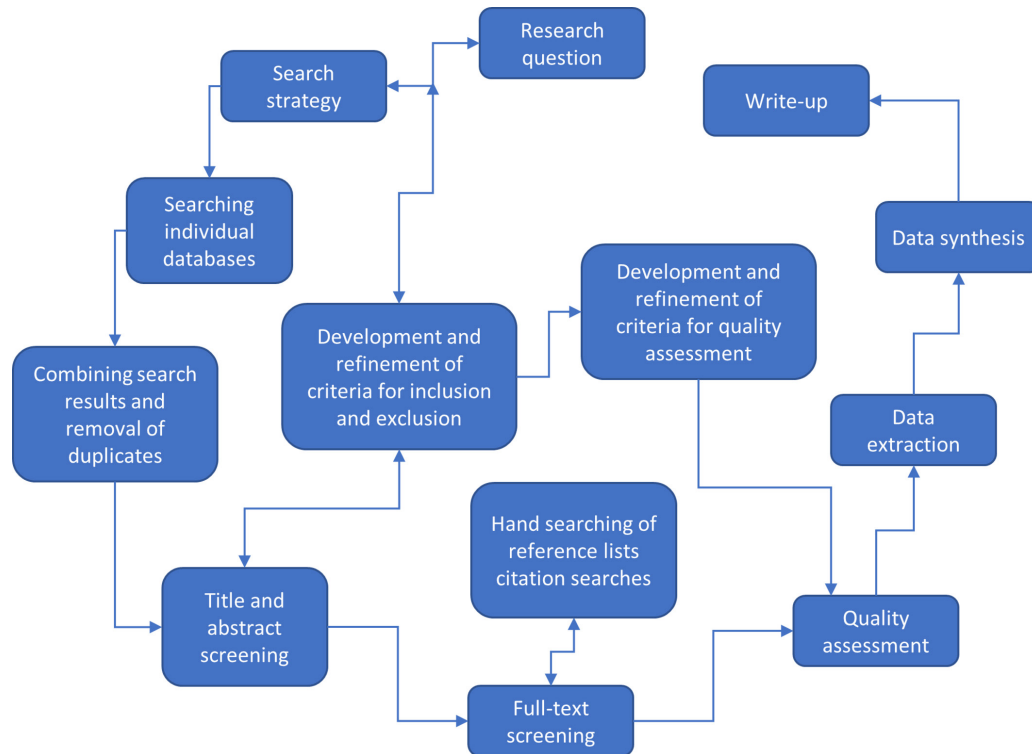 Research
question
Search
strategy
Write-up
Searching
individual
databases
Data synthesis
Development and
refinement of
criteria for quality
assessment
Development and
refinement of
criteria for inclusion
and exclusion
Combining search
results and
removal of
duplicates
Data
extraction
Hand searching of
reference lists
citation searches
Title and
abstract
screening
Quality
assessment
Full-text
screening